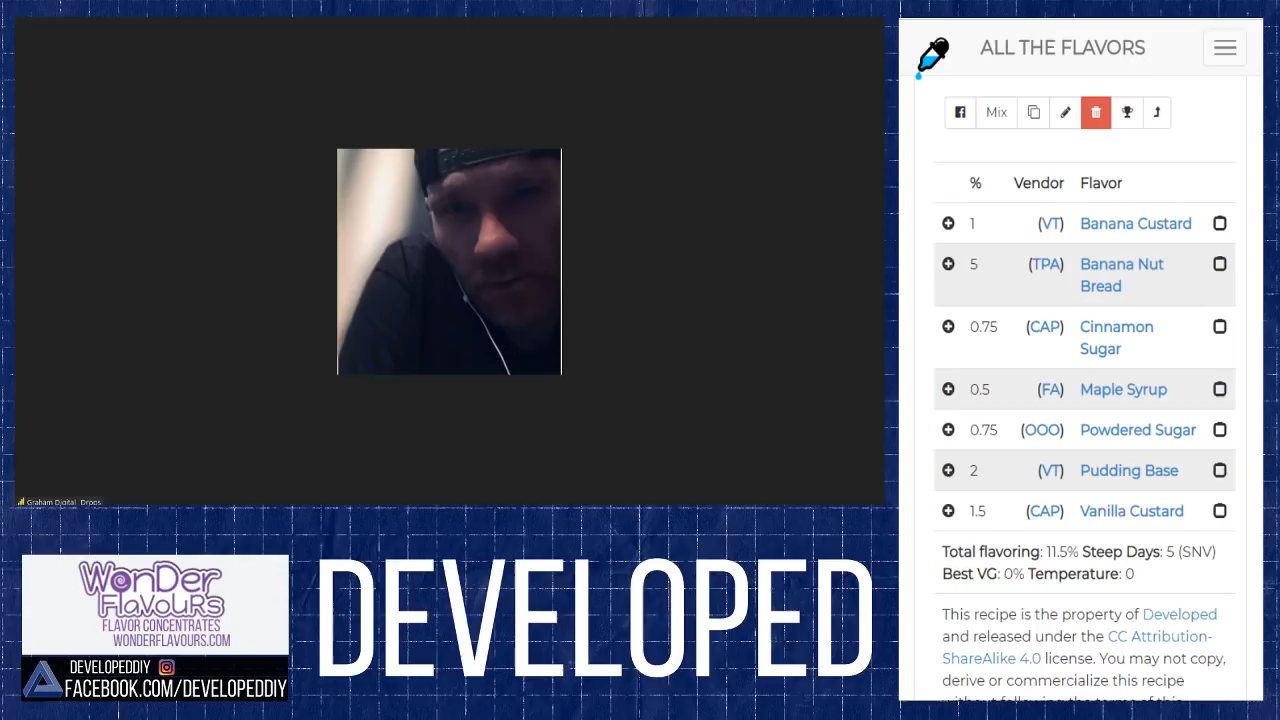 Graham Digital_Drops
WonDer
FLavoURs
FLAVOR CONCENTRATES
WONDERFLAVOURS.COM
DEVELOPEDDIY
FACEBOOK.COM/DEVELOPEDDIY
DEVELOPED
ALL THE FLAVORS
Mix
% Vendor Flavor
1 (VT) Banana Custard
5 (TPA) Banana Nut
Bread
0.75 (CAP) Cinnamon
Sugar
0.5 (FA) Maple Syrup
0.75 (OOO) Powdered Sugar
2 (VT) Pudding Base
1.5 (CAP) Vanilla Custard
Total flavoring: 11.5% Steep Days: 5 (SNV)
Best VG: 0% Temperature: 0
This recipe is the property of Developed
and released under the CC Attribution-
ShareAlike 4.0 license. You may not copy,
derive or commercialize this recipe